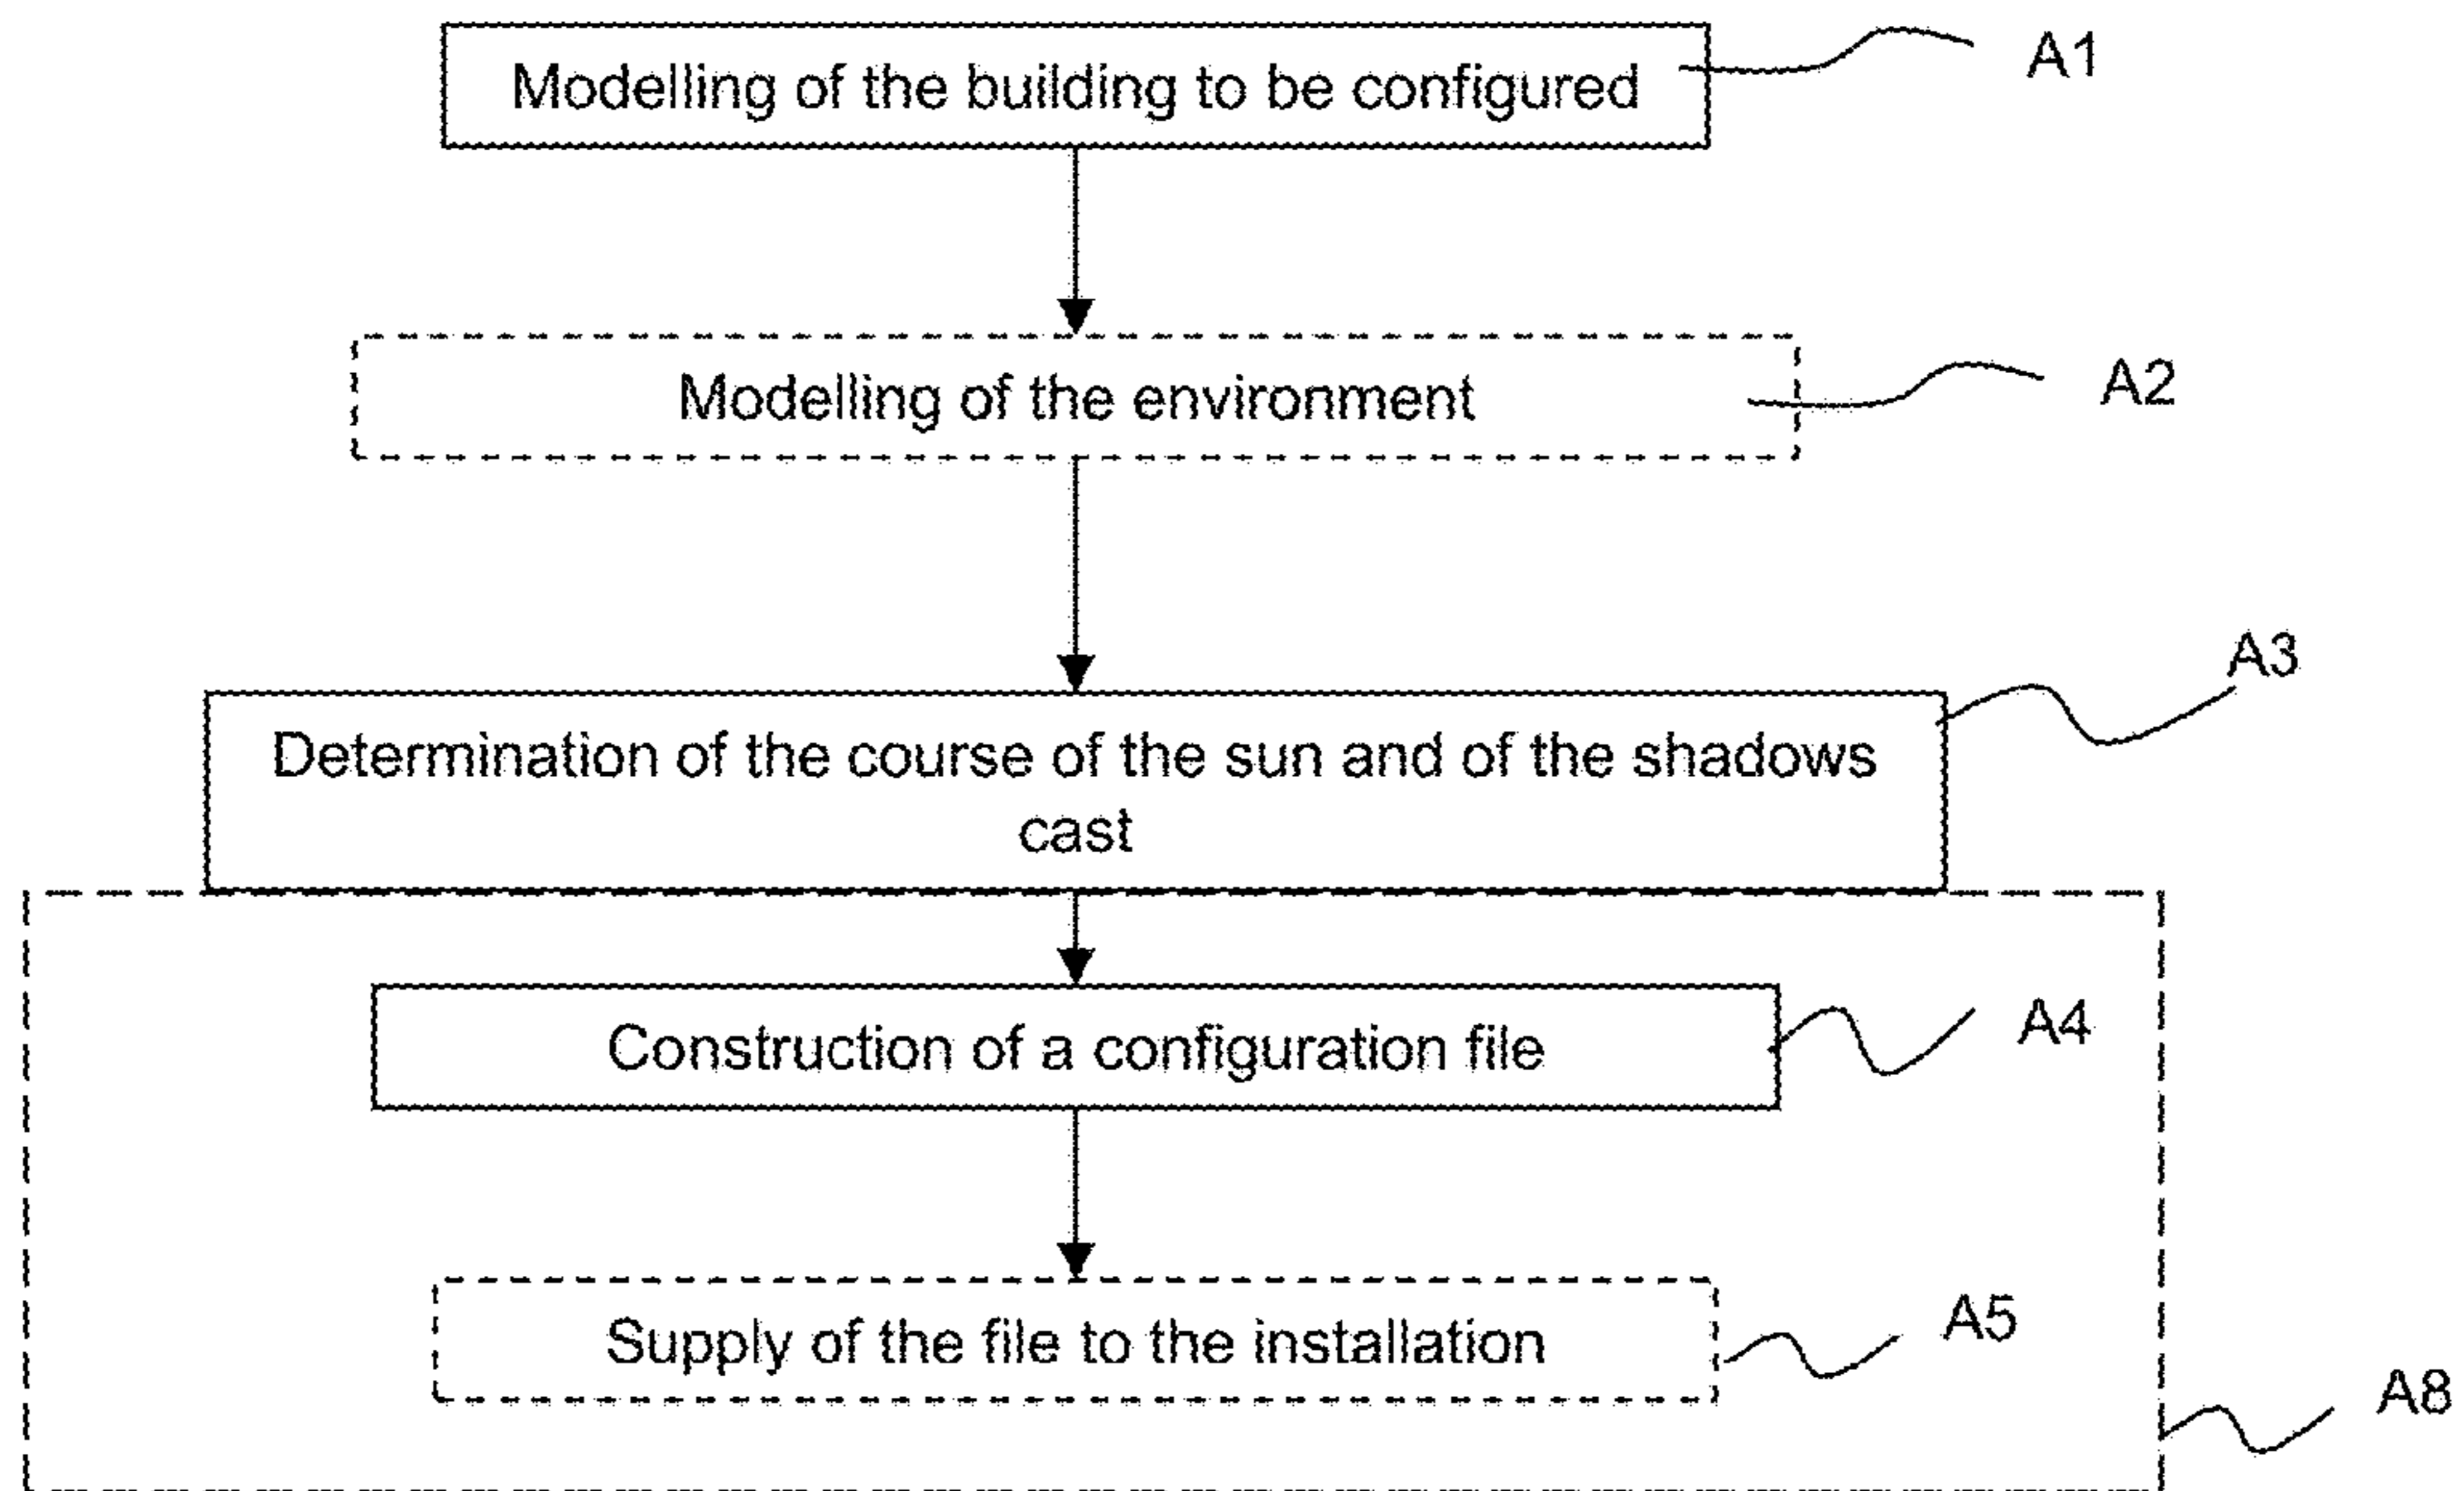 Modelling of the building to be configured
A1
Modelling of the environment
A2
A3
Determination of the course of the sun and of the shadows
cast
Construction of a configuration file
A4
Supply of the file to the installation
A5
A8